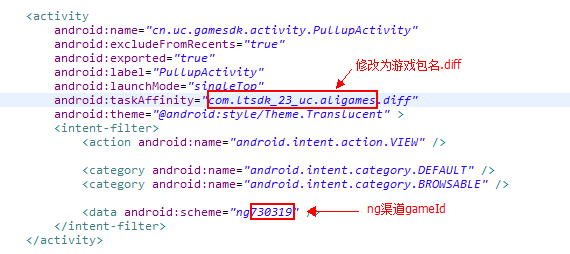 <activity
android:name="cn.uc.gamesdk.activity.PullupActivity"
android:excludeFromRecents="true"
android:exported="true"
android:label="PullupActivity"
修改为游戏包名.diff
android:launchMode="singleTop"
android:taskAffinity="com.ltsdk_23_uc.aligames.diff"
android:theme="@android:style/Theme.Translucent" >
<intent-filter>
<action android:name="android.intent.action.VIEW" />
<category android:name="android.intent.category.DEFAULT" />
<category android:name="android.intent.category.BROWSABLE" />
<data android:scheme="ng730319" /> ng渠道gameId
</intent-filter>
</activity>